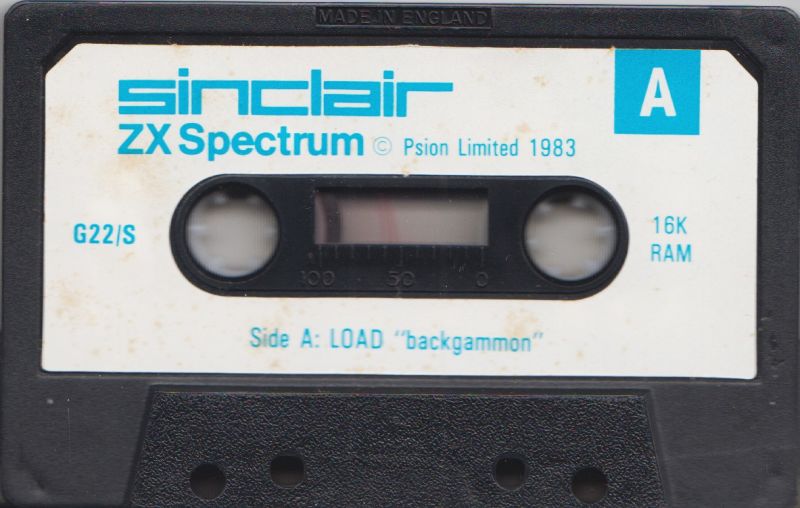 MADE IN ENGLAND
sinclair
A
ZX Spectrum © Psion Limited 1983
G22/S
16K
RAM
100 50 0
Side A: LOAD "backgammon"